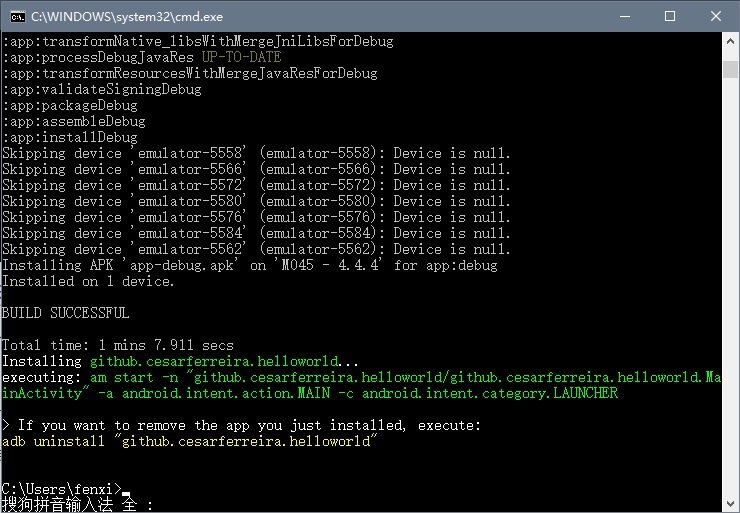 C:\WINDOWS\system32\cmd.exe
:app:transformNative_libsWithMergeJniLibsForDebug
:app:processDebugJavaRes UP-TO-DATE
:app:transformResourcesWithMergeJavaResForDebug
:app:validateSigningDebug
:app:packageDebug
:app:assembleDebug
:app:installDebug
Skipping device 'emulator-5558' (emulator-5558): Device is null.
Skipping device 'emulator-5566' (emulator-5566): Device is null.
Skipping device 'emulator-5572' (emulator-5572): Device is null.
Skipping device 'emulator-5580' (emulator-5580): Device is null.
Skipping device 'emulator-5576' (emulator-5576): Device is null.
Skipping device 'emulator-5584' (emulator-5584): Device is null.
Skipping device 'emulator-5562' (emulator-5562): Device is null.
Installing APK 'app-debug.apk' on 'M045 - 4.4.4' for app:debug
Installed on 1 device.
BUILD SUCCESSFUL
Total time: 1 mins 7.911 secs
Installing github.cesarferreira.helloworld...
executing: am start -n "github.cesarferreira.helloworld/github.cesarferreira.helloworld.Ma
inActivity" -a android.intent.action.MAIN -c android.intent.category.LAUNCHER
> If you want to remove the app you just installed, execute:
adb uninstall "github.cesarferreira.helloworld"
C:\Users\fenxi>
搜狗拼音输入法 全 :